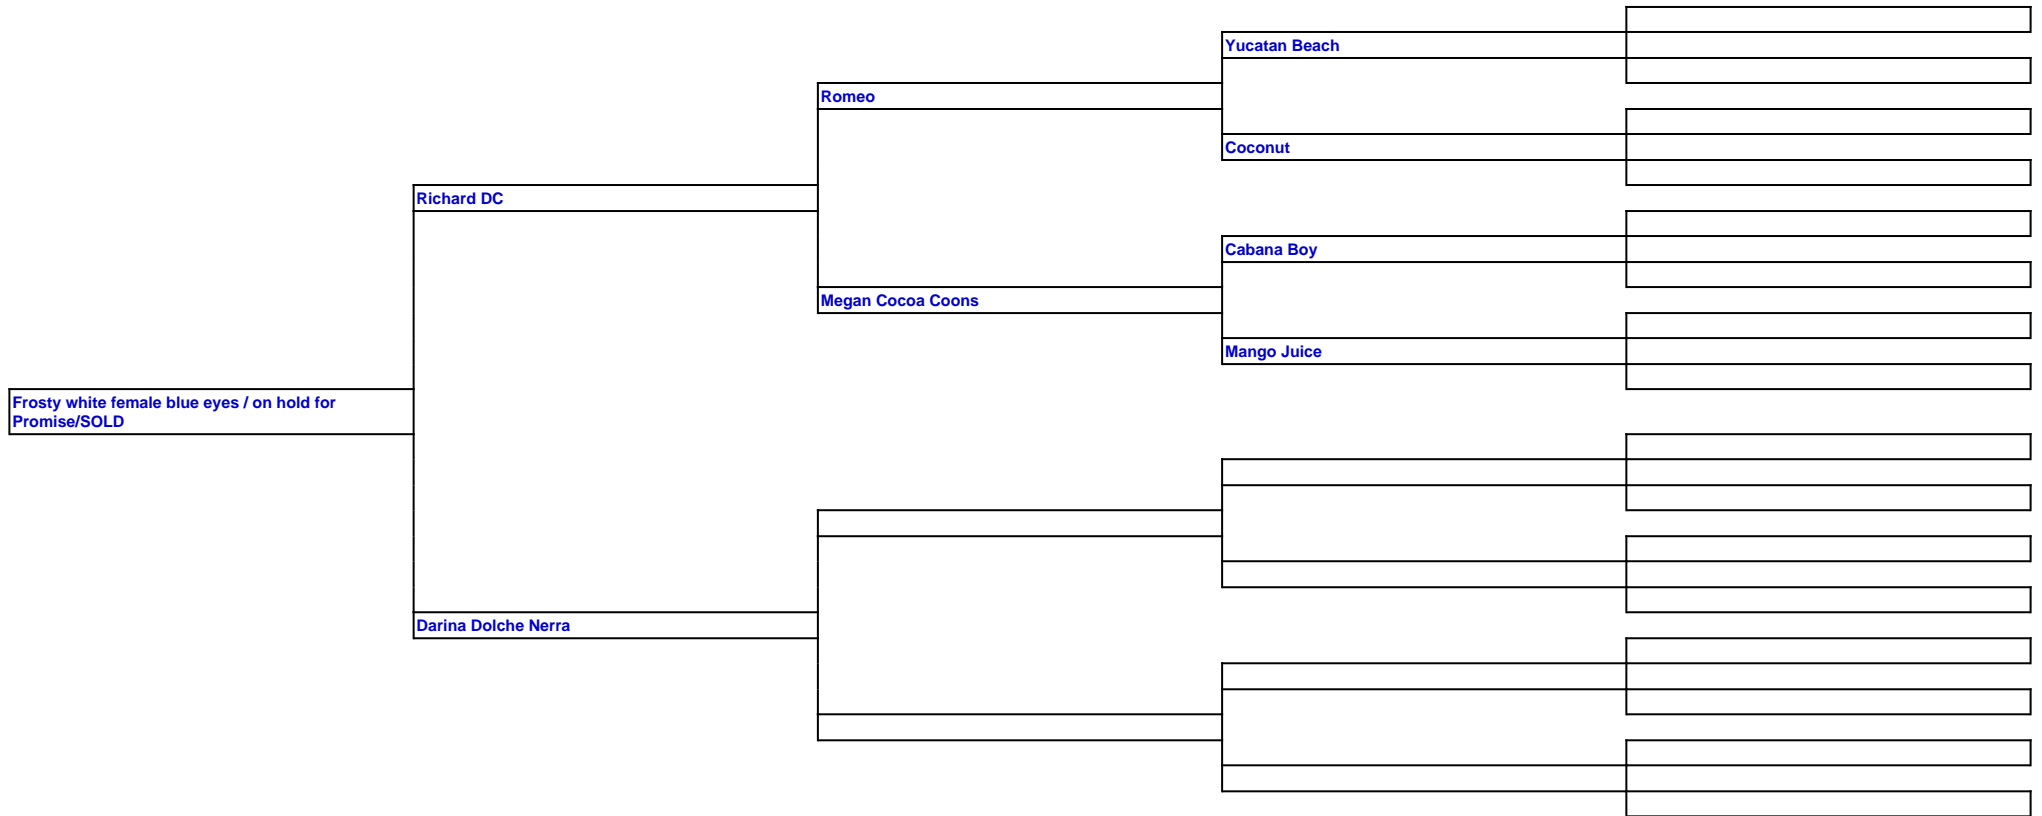 Yucatan Beach
Romeo
Coconut
Richard DC
Cabana Boy
Megan Cocoa Coons
Mango Juice
Frosty white female blue eyes / on hold for
Promise/SOLD
Darina Dolche Nerra